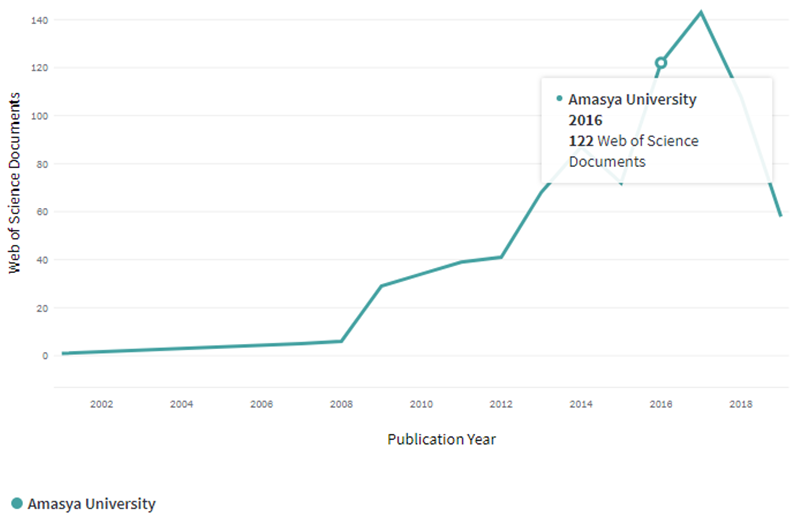 140
120
100
80
60
40
20
0
Web of Science Documents
Amasya University
2016
122 Web of Science
Documents
2002 2004 2006 2008 2010 2012 2014 2016 2018
Publication Year
Amasya University